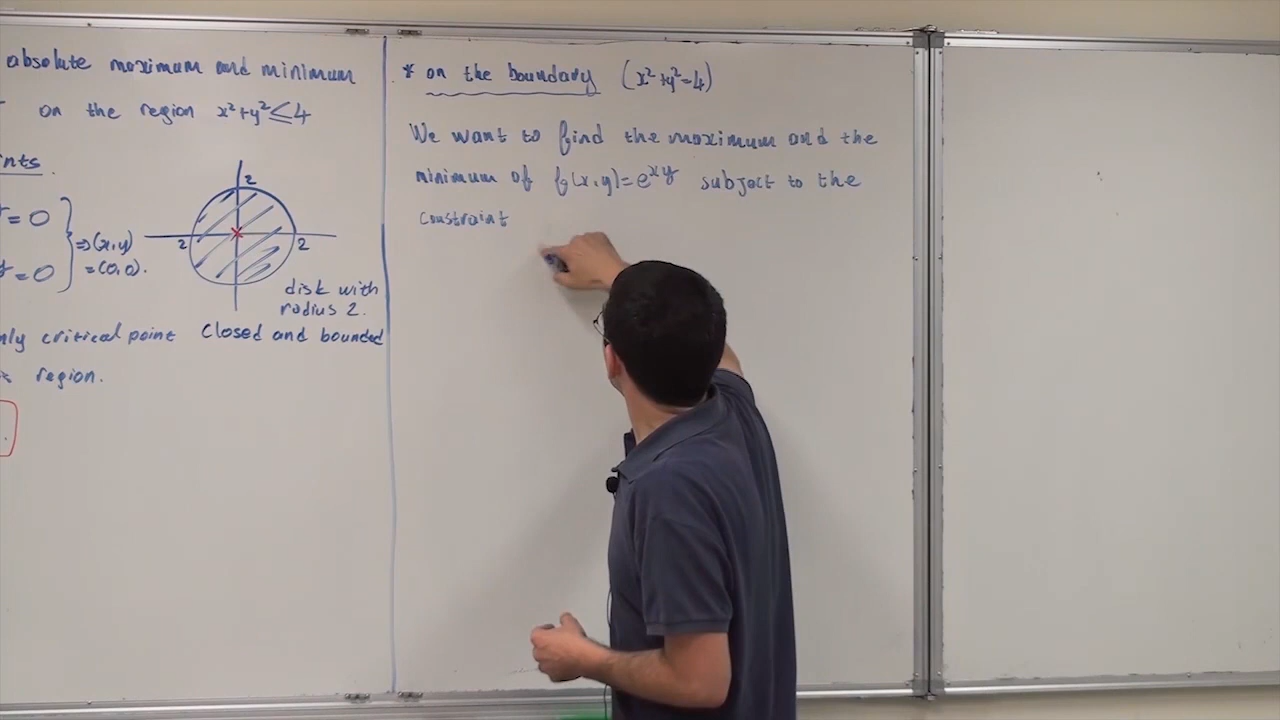 absolute maximum and minimum
on the region x²+y²≤4
nts.
=0
=0
⇒(x,y)
=(0,0).
2
2
2
disk with
radius 2.
nly critical point
closed and bounded
region.
* on the boundary (x²+y²=4)
We want to find the maximum and the
minimum of f(x,y)=e^xy subject to the
constraint